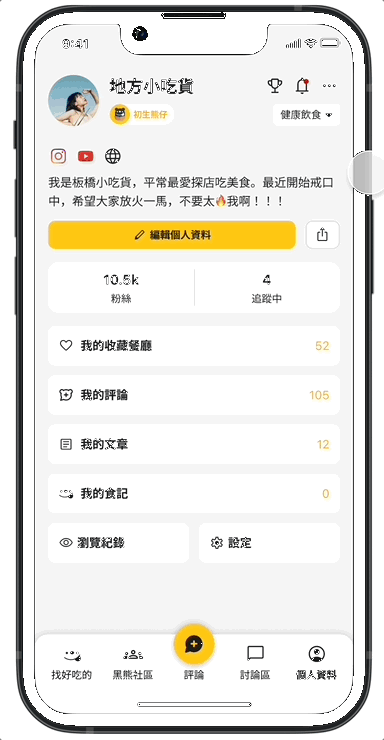 9:41
地方小吃貨
初生熊仔
健康飲食
我是板橋小吃貨，平常最愛探店吃美食。最近開始戒口
中，希望大家放火一馬，不要太🔥我啊！！！
編輯個人資料
10.5k
4
粉絲
追蹤中
我的收藏餐廳
52
我的評論
105
我的文章
12
我的食記
0
瀏覽紀錄
設定
找好吃的
黑熊社區
評論
討論區
個人資料